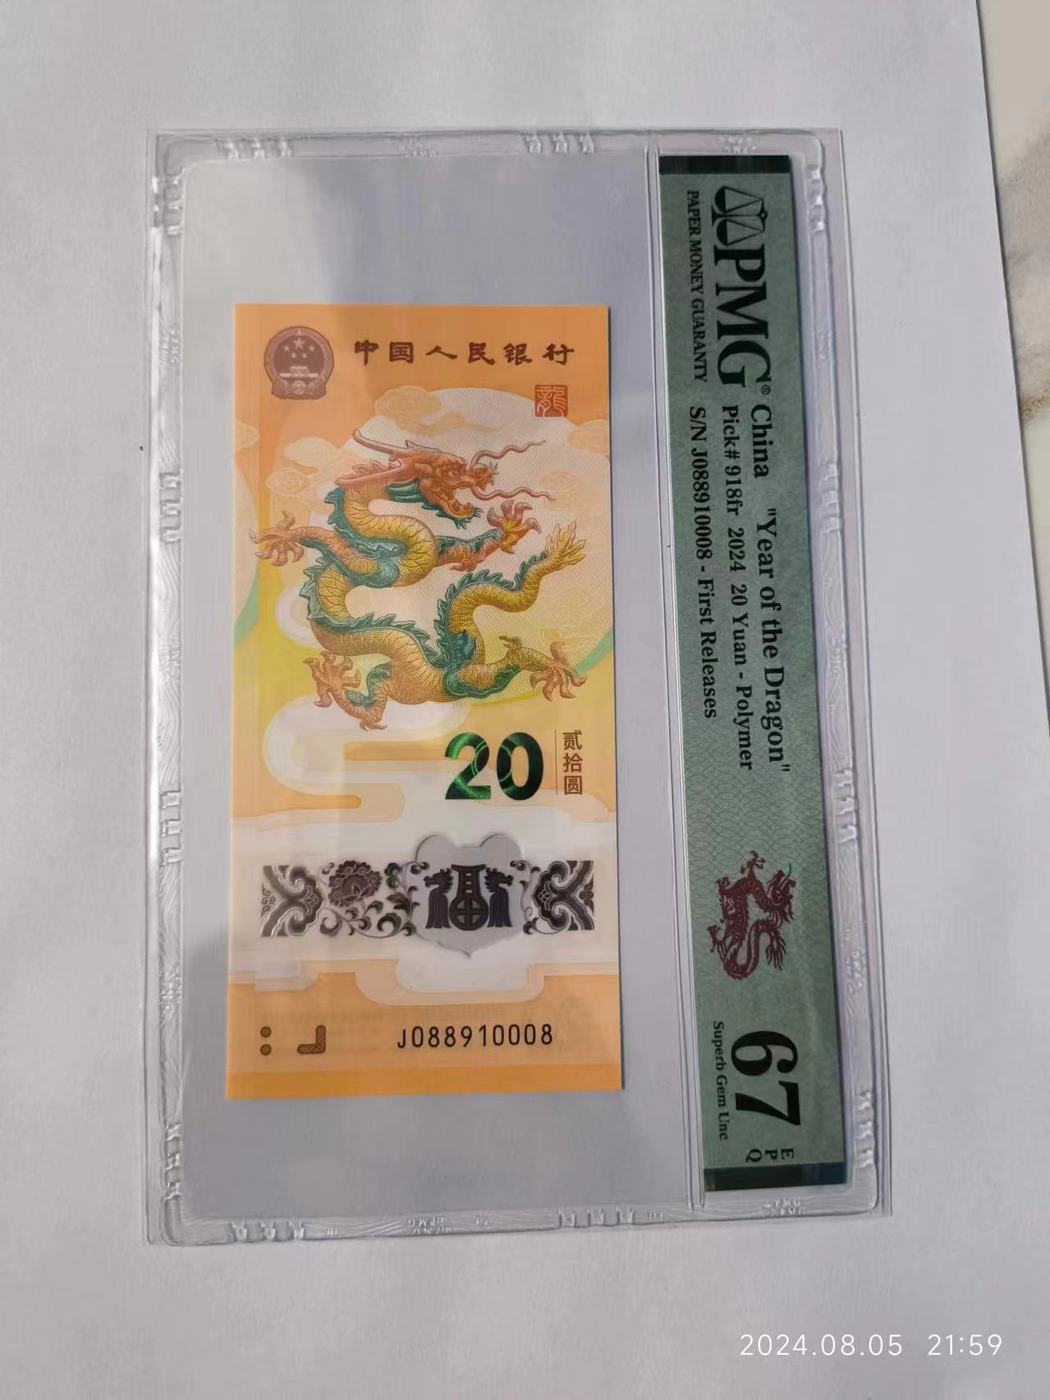 中国人民银行
龍
20
贰拾圆
J088910008
PMG
PAPER MONEY GUARANTY
China "Year of the Dragon"
Pick# 918fr 2024 20 Yuan - Polymer
S/N J088910008 - First Releases
67 EPQ
Superb Gem Unc
2024.08.05 21:59